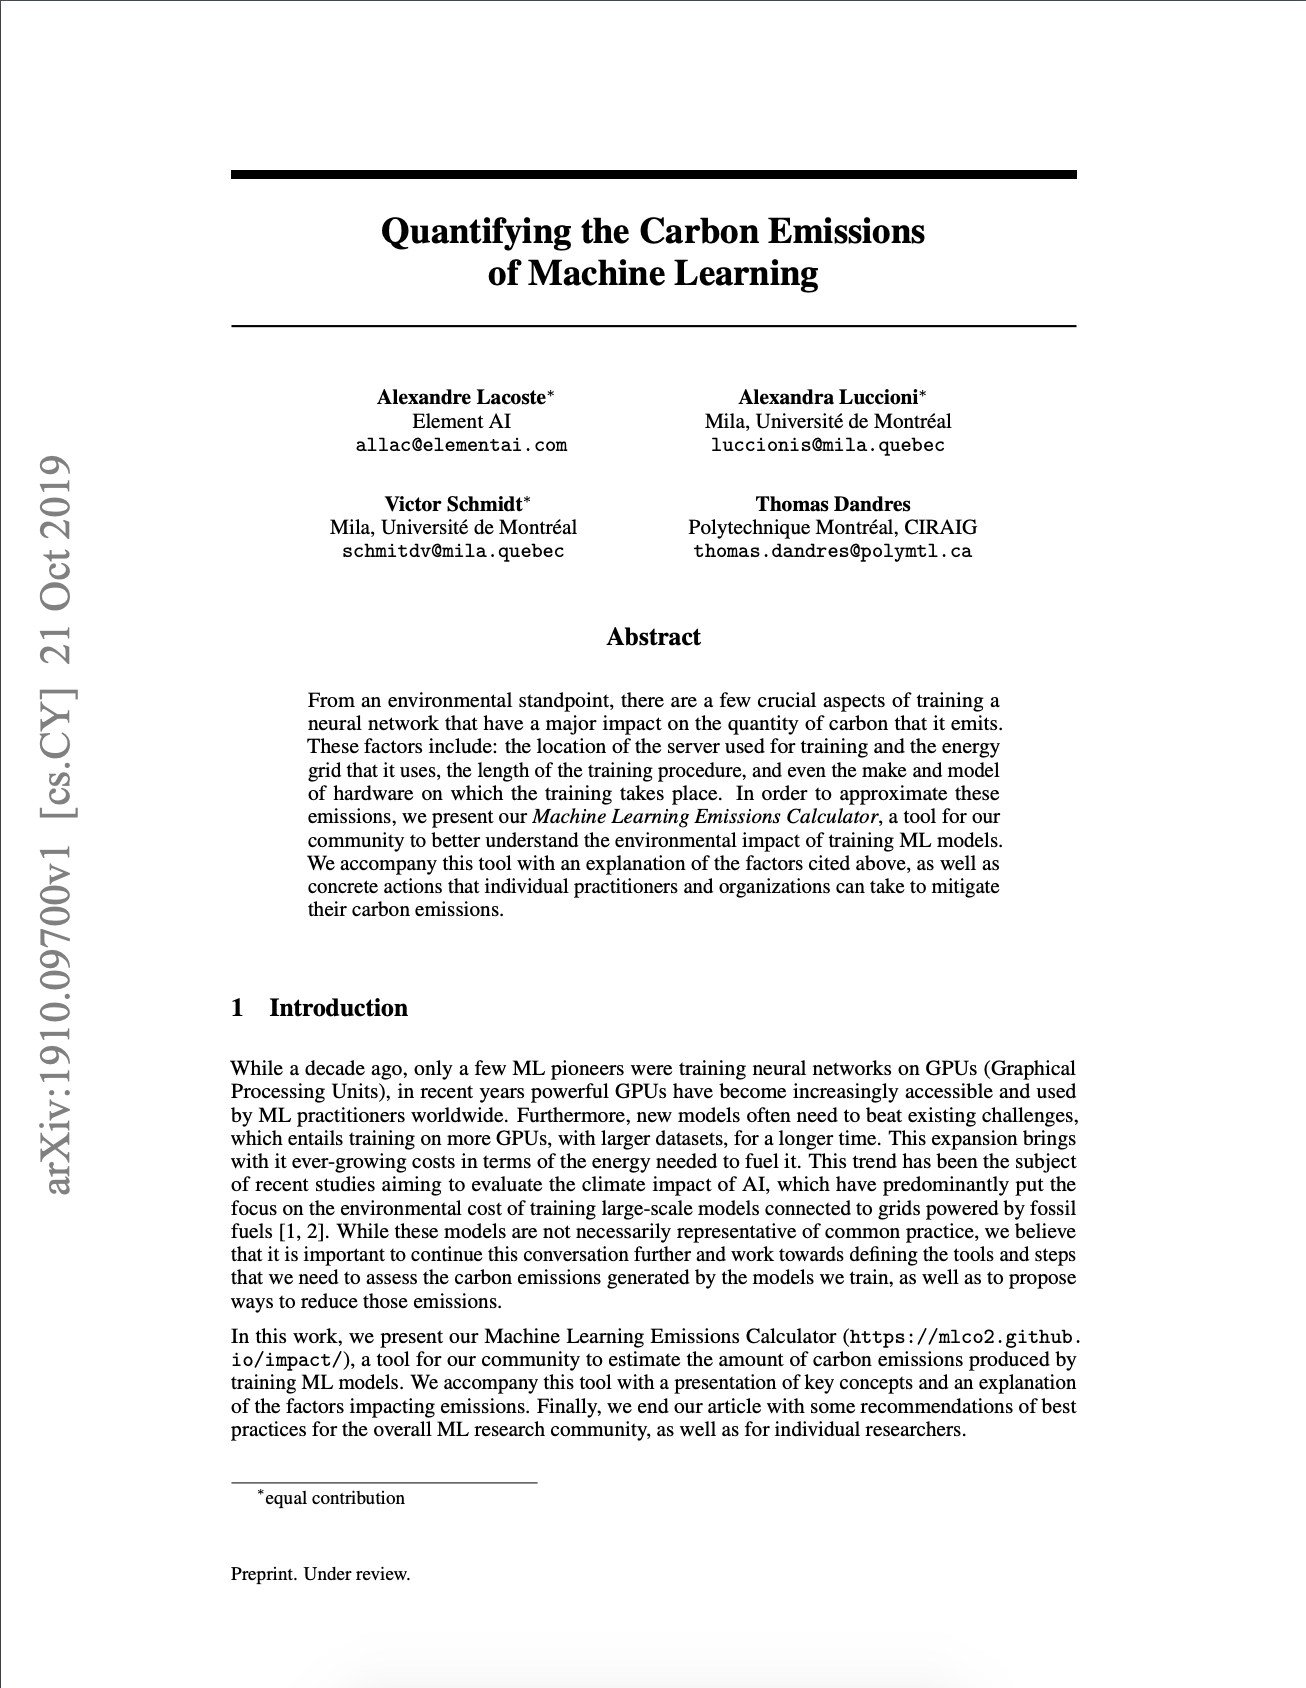 Quantifying the Carbon Emissions
of Machine Learning
Alexandre Lacoste*
Element AI
allac@elementai.com
Alexandra Luccioni*
Mila, Université de Montréal
luccionis@mila.quebec
Victor Schmidt*
Mila, Université de Montréal
schmitdv@mila.quebec
Thomas Dandres
Polytechnique Montréal, CIRAIG
thomas.dandres@polymtl.ca
arXiv:1910.09700v1 [cs.CY] 21 Oct 2019
Abstract
From an environmental standpoint, there are a few crucial aspects of training a
neural network that have a major impact on the quantity of carbon that it emits.
These factors include: the location of the server used for training and the energy
grid that it uses, the length of the training procedure, and even the make and model
of hardware on which the training takes place. In order to approximate these
emissions, we present our Machine Learning Emissions Calculator, a tool for our
community to better understand the environmental impact of training ML models.
We accompany this tool with an explanation of the factors cited above, as well as
concrete actions that individual practitioners and organizations can take to mitigate
their carbon emissions.
1 Introduction
While a decade ago, only a few ML pioneers were training neural networks on GPUs (Graphical
Processing Units), in recent years powerful GPUs have become increasingly accessible and used
by ML practitioners worldwide. Furthermore, new models often need to beat existing challenges,
which entails training on more GPUs, with larger datasets, for a longer time. This expansion brings
with it ever-growing costs in terms of the energy needed to fuel it. This trend has been the subject
of recent studies aiming to evaluate the climate impact of AI, which have predominantly put the
focus on the environmental cost of training large-scale models connected to grids powered by fossil
fuels [1, 2]. While these models are not necessarily representative of common practice, we believe
that it is important to continue this conversation further and work towards defining the tools and steps
that we need to assess the carbon emissions generated by the models we train, as well as to propose
ways to reduce those emissions.
In this work, we present our Machine Learning Emissions Calculator (https://mlco2.github.
io/impact/), a tool for our community to estimate the amount of carbon emissions produced by
training ML models. We accompany this tool with a presentation of key concepts and an explanation
of the factors impacting emissions. Finally, we end our article with some recommendations of best
practices for the overall ML research community, as well as for individual researchers.
*equal contribution
Preprint. Under review.